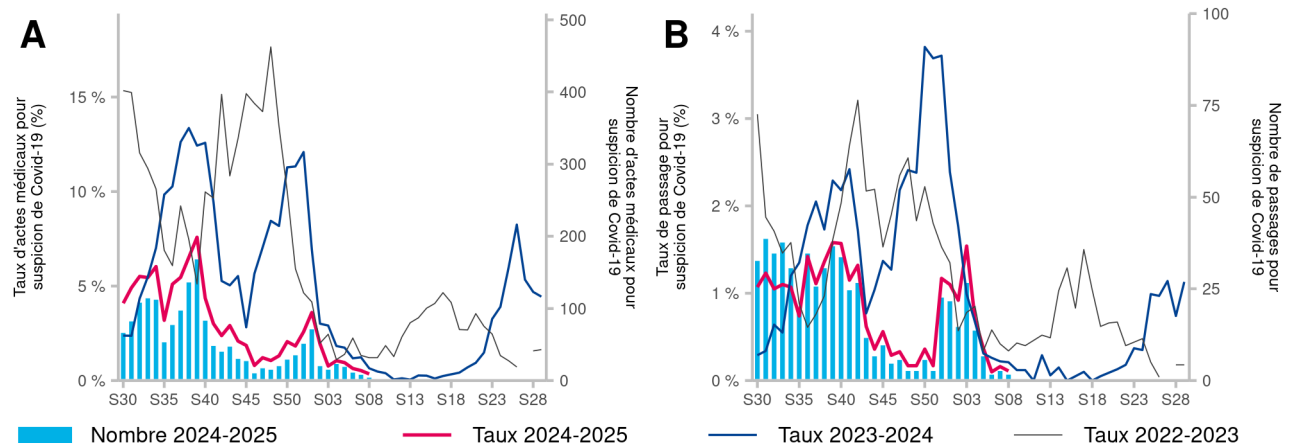 A
Taux d'actes médicaux pour
suspicion de Covid-19 (%)
15 %
10 %
5 %
0 %
500
400
300
200
100
0
Nombre d'actes médicaux pour
suspicion de Covid-19
S30 S35 S40 S45 S50 S03 S08 S13 S18 S23 S28
B
Taux de passage pour
suspicion de Covid-19 (%)
4 %
3 %
2 %
1 %
0 %
100
75
50
25
0
Nombre de passages pour
suspicion de Covid-19
S30 S35 S40 S45 S50 S03 S08 S13 S18 S23 S28
Nombre 2024-2025 Taux 2024-2025 Taux 2023-2024 Taux 2022-2023